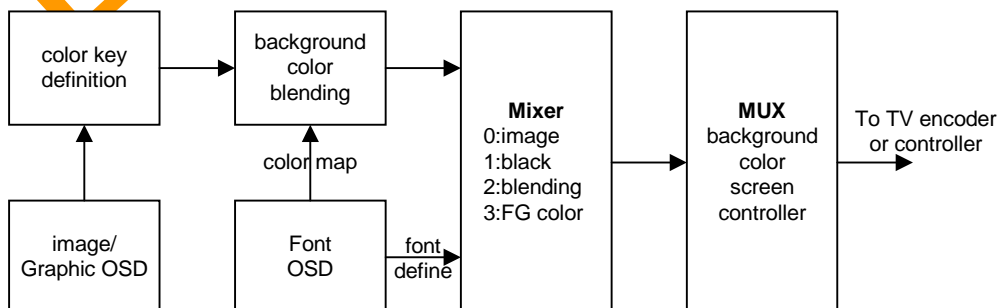 color key
definition
background
color
blending
Mixer
0:image
1:black
2:blending
3:FG color
MUX
background
color
screen
controller
To TV encoder
or controller
color map
image/
Graphic OSD
Font
OSD
font
define